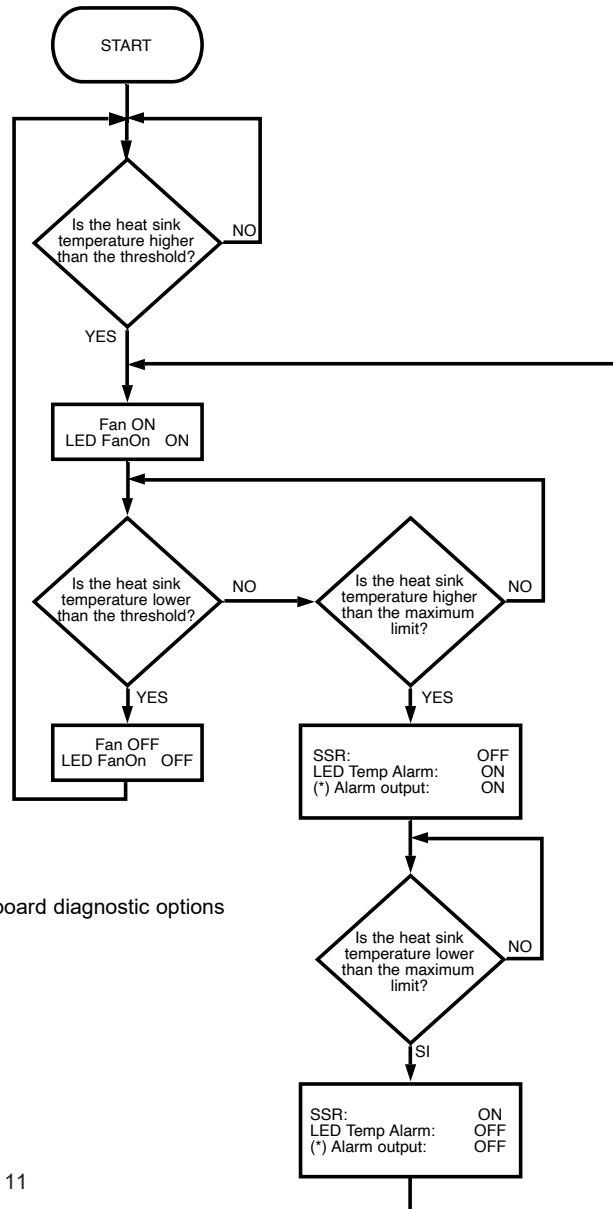 START
Is the heat sink
temperature higher
than the threshold?
NO
YES
Fan ON
LED FanOn ON
Is the heat sink
temperature lower
than the threshold?
NO
Is the heat sink
temperature higher
than the maximum
limit?
NO
YES
YES
Fan OFF
LED FanOn OFF
SSR: OFF
LED Temp Alarm: ON
(*) Alarm output: ON
board diagnostic options
Is the heat sink
temperature lower
than the maximum
limit?
NO
SI
SSR: ON
LED Temp Alarm: OFF
(*) Alarm output: OFF
11